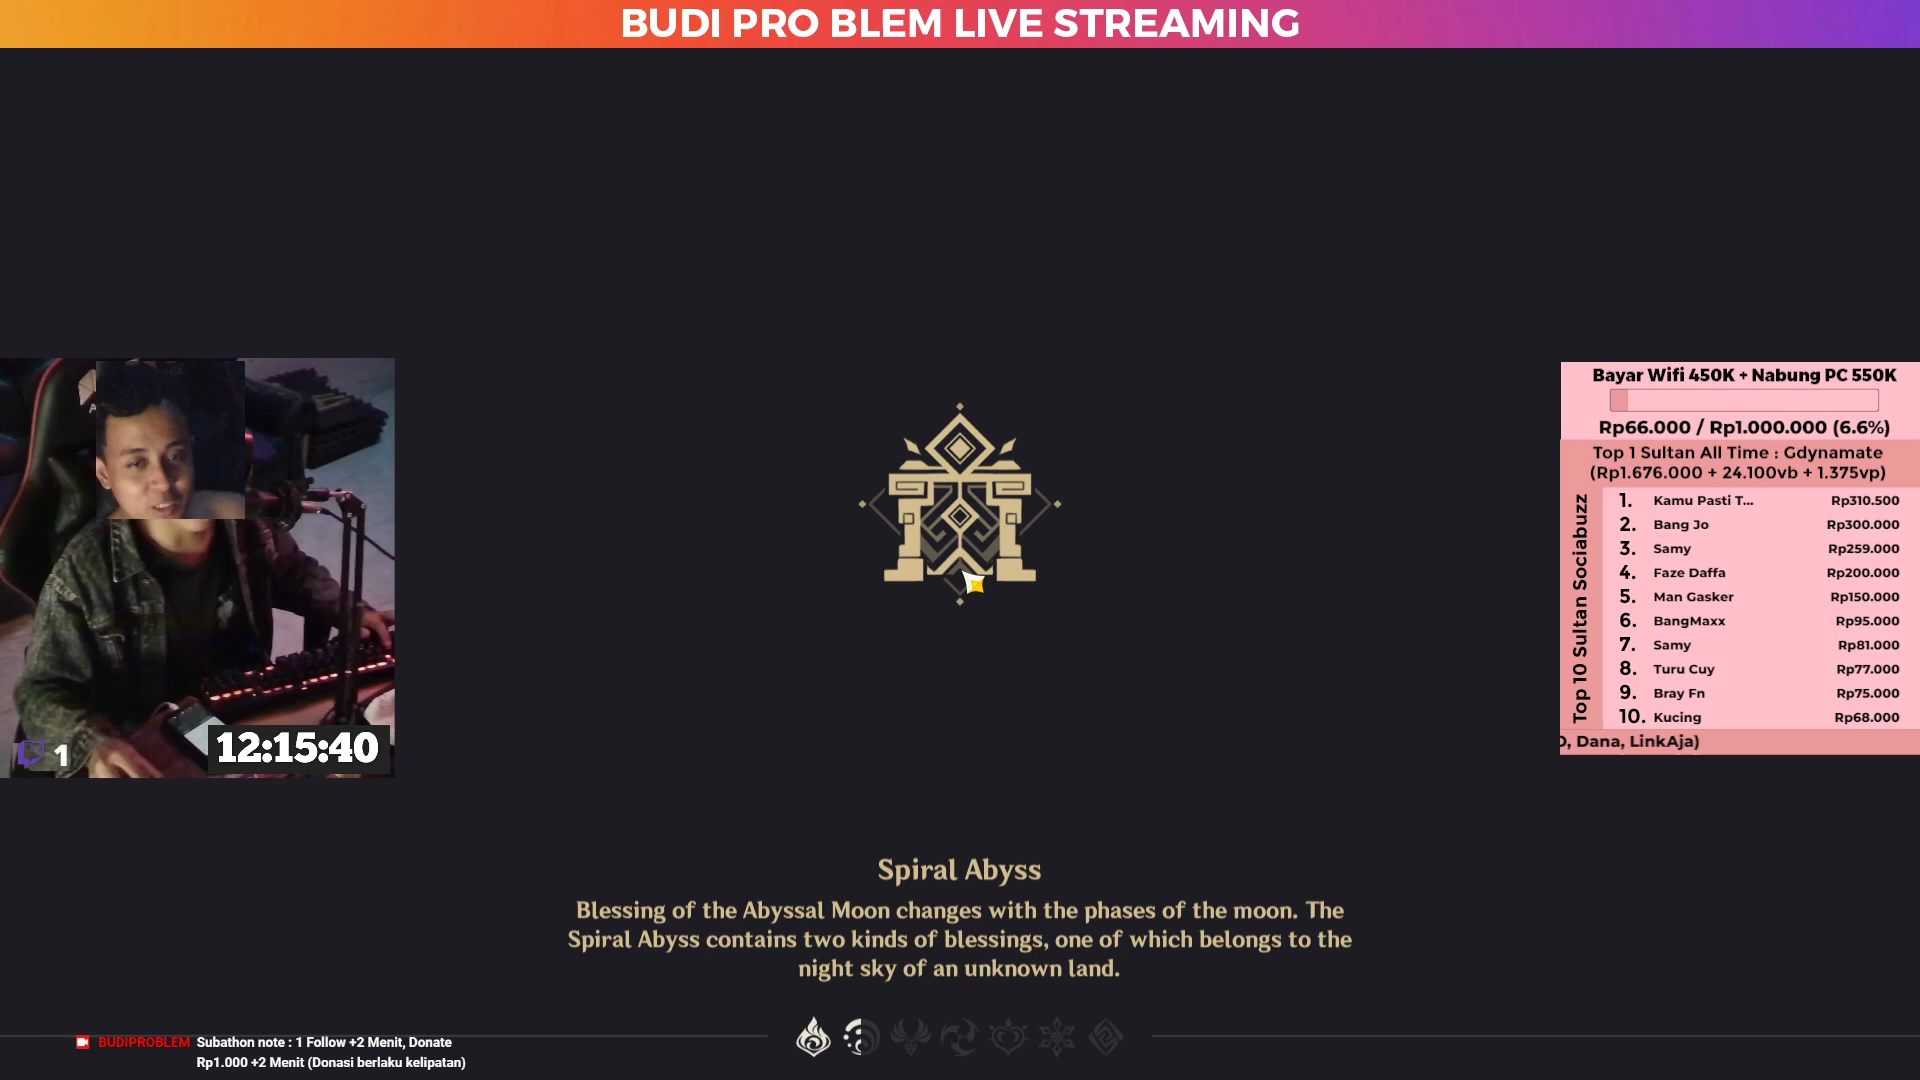 BUDI PRO BLEM LIVE STREAMING
Bayar Wifi 450K + Nabung PC 550K
Rp66.000 / Rp1.000.000 (6.6%)
Top 1 Sultan All Time : Gdynamate
(Rp1.676.000 + 24.100vb + 1.375vp)
Top 10 Sultan Sociabuzz
1. Kamu Pasti T... Rp310.500
2. Bang Jo Rp300.000
3. Samy Rp259.000
4. Faze Daffa Rp200.000
5. Man Gasker Rp150.000
6. BangMaxx Rp95.000
7. Samy Rp81.000
8. Turu Cuy Rp77.000
9. Bray Fn Rp75.000
10. Kucing Rp68.000
, Dana, LinkAja)
1
12:15:40
Spiral Abyss
Blessing of the Abyssal Moon changes with the phases of the moon. The
Spiral Abyss contains two kinds of blessings, one of which belongs to the
night sky of an unknown land.
BUDIPROBLEM Subathon note : 1 Follow +2 Menit, Donate
Rp1.000 +2 Menit (Donasi berlaku kelipatan)